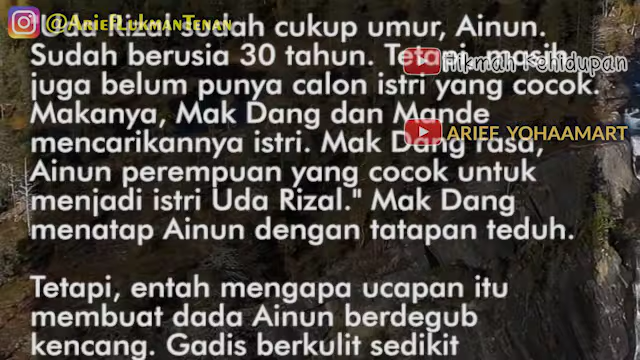 @AriefLukmanTenan
"Uda Rizal sudah cukup umur, Ainun.
Sudah berusia 30 tahun. Tetapi, masih
Hikmah Kehidupan
juga belum punya calon istri yang cocok.
Makanya, Mak Dang dan Mande
ARIEF YOHAAMART
mencarikannya istri. Mak Dang rasa,
Ainun perempuan yang cocok untuk
menjadi istri Uda Rizal." Mak Dang
menatap Ainun dengan tatapan teduh.
Tetapi, entah mengapa ucapan itu
membuat dada Ainun berdegub
kencang. Gadis berkulit sedikit